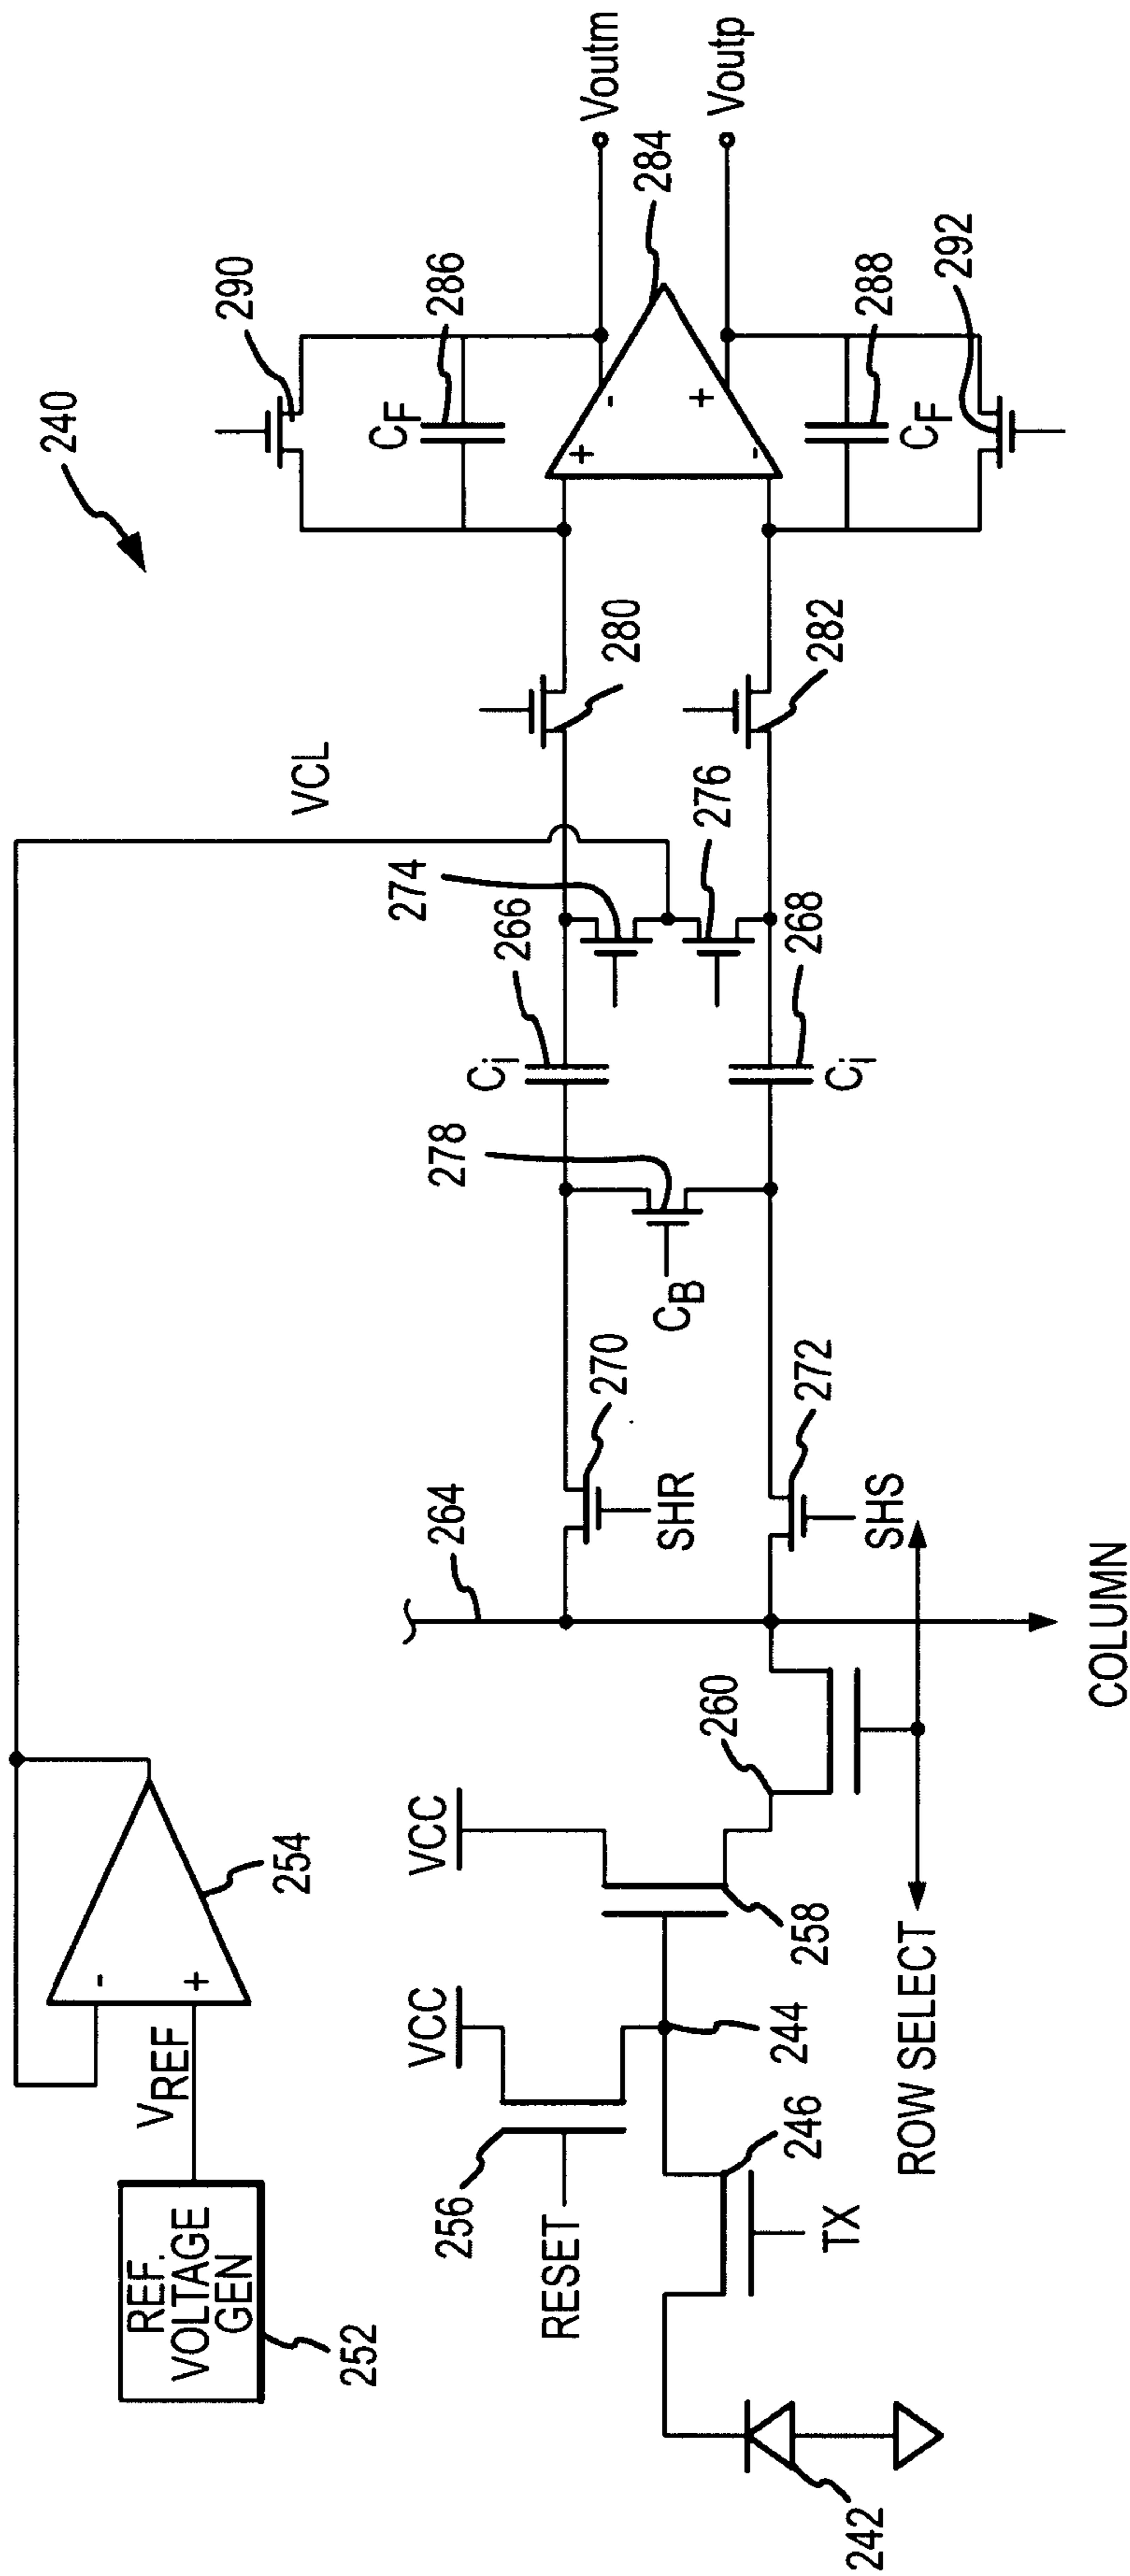 240
REF.
VOLTAGE
GEN
252
VREF
-
+
254
VCL
VCC
VCC
256
RESET
244
258
260
264
242
246
TX
ROW SELECT
COLUMN
SHR
270
SHS
272
278
CB
Ci
266
Ci
268
274
276
280
282
290
CF
286
+
-
-
+
284
CF
288
292
Voutm
Voutp